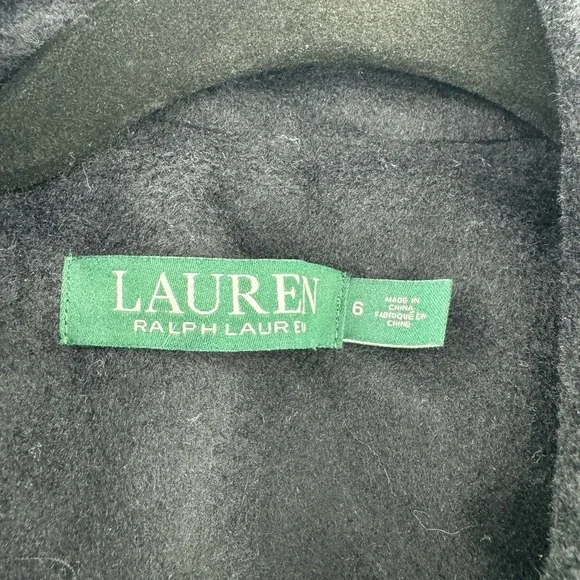 LAUREN
RALPH LAUREN
6
MADE IN
CHINA
FABRIQUÉ EN
CHINE